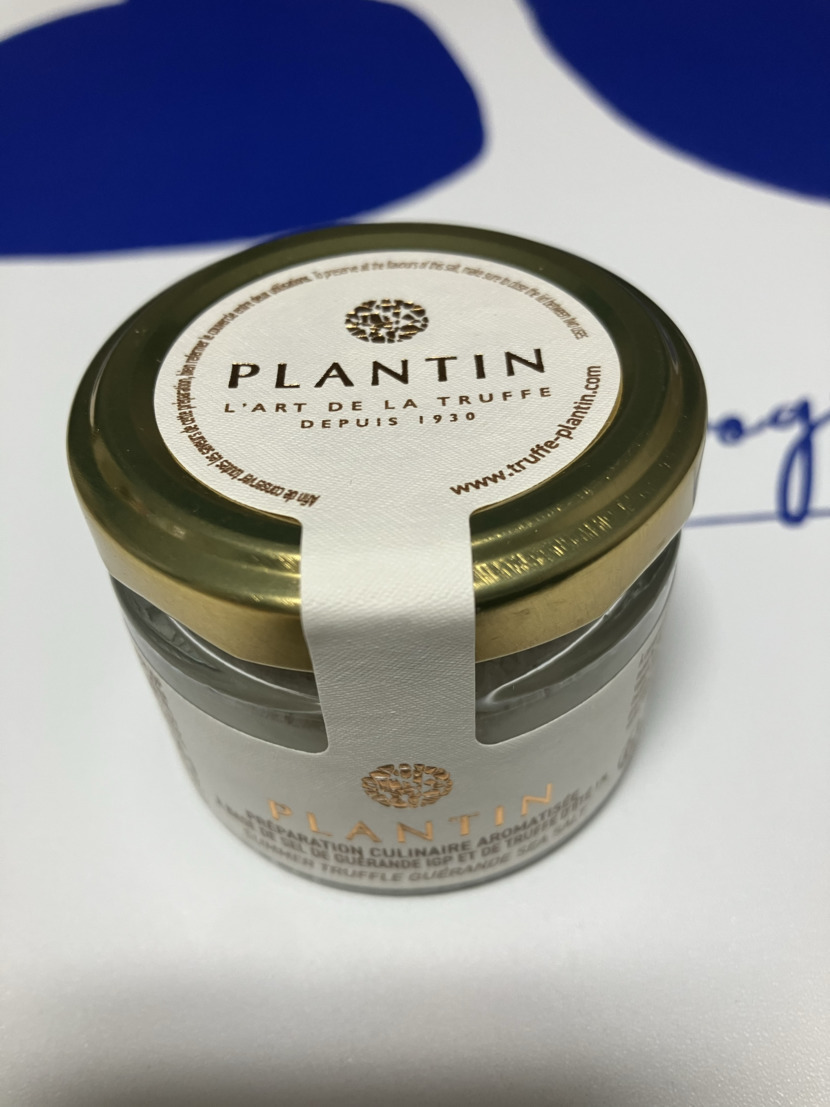 Afin de conserver toutes les saveurs de cette préparation, bien refermer le couvercle entre deux utilisations. To preserve all the flavours of this salt, make sure to close the lid between two uses
PLANTIN
L'ART DE LA TRUFFE
DEPUIS 1930
www.truffe-plantin.com
PLANTIN
PRÉPARATION CULINAIRE AROMATISÉE
À BASE DE SEL DE GUÉRANDE IGP ET DE TRUFFE D'ÉTÉ
SUMMER TRUFFLE GUÉRANDE SEA SALT
og